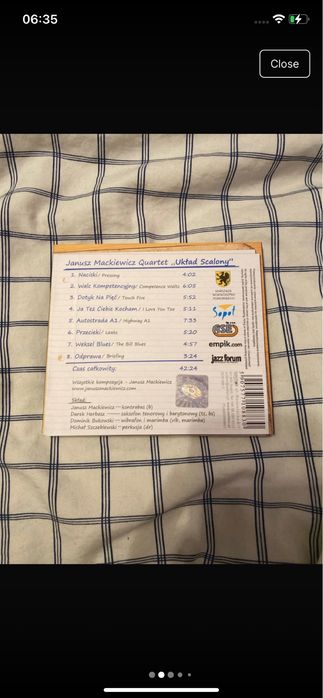 06:35
Close
Janusz Mackiewicz Quartet „Układ Scalony"
1. Naciski / Pressing 4:02
2. Walc Kompetencyjny / Competence Waltz 6:03
3. Dotyk Na Pięć / Touch Five 5:52
4. Ja Też Ciebie Kocham / I Love You Too 5:11
5. Autostrada A1 / Highway A1 7:33
6. Przecieki / Leaks 5:20
7. Weksel Blues / The Bill Blues 4:57
8. Odprawa / Briefing 3:24
Czas całkowity: 42:24
Wszystkie kompozycje - Janusz Mackiewicz
www.januszmackiewicz.com
Skład:
Janusz Mackiewicz — kontrabas (b)
Darek Herbasz — saksofon tenorowy i barytonowy (ts, bs)
Dominik Bukowski — wibrafon i marimba (vib, marimba)
Michał Szczeblewski — perkusja (dr)
Sopot
empik.com
jazz forum